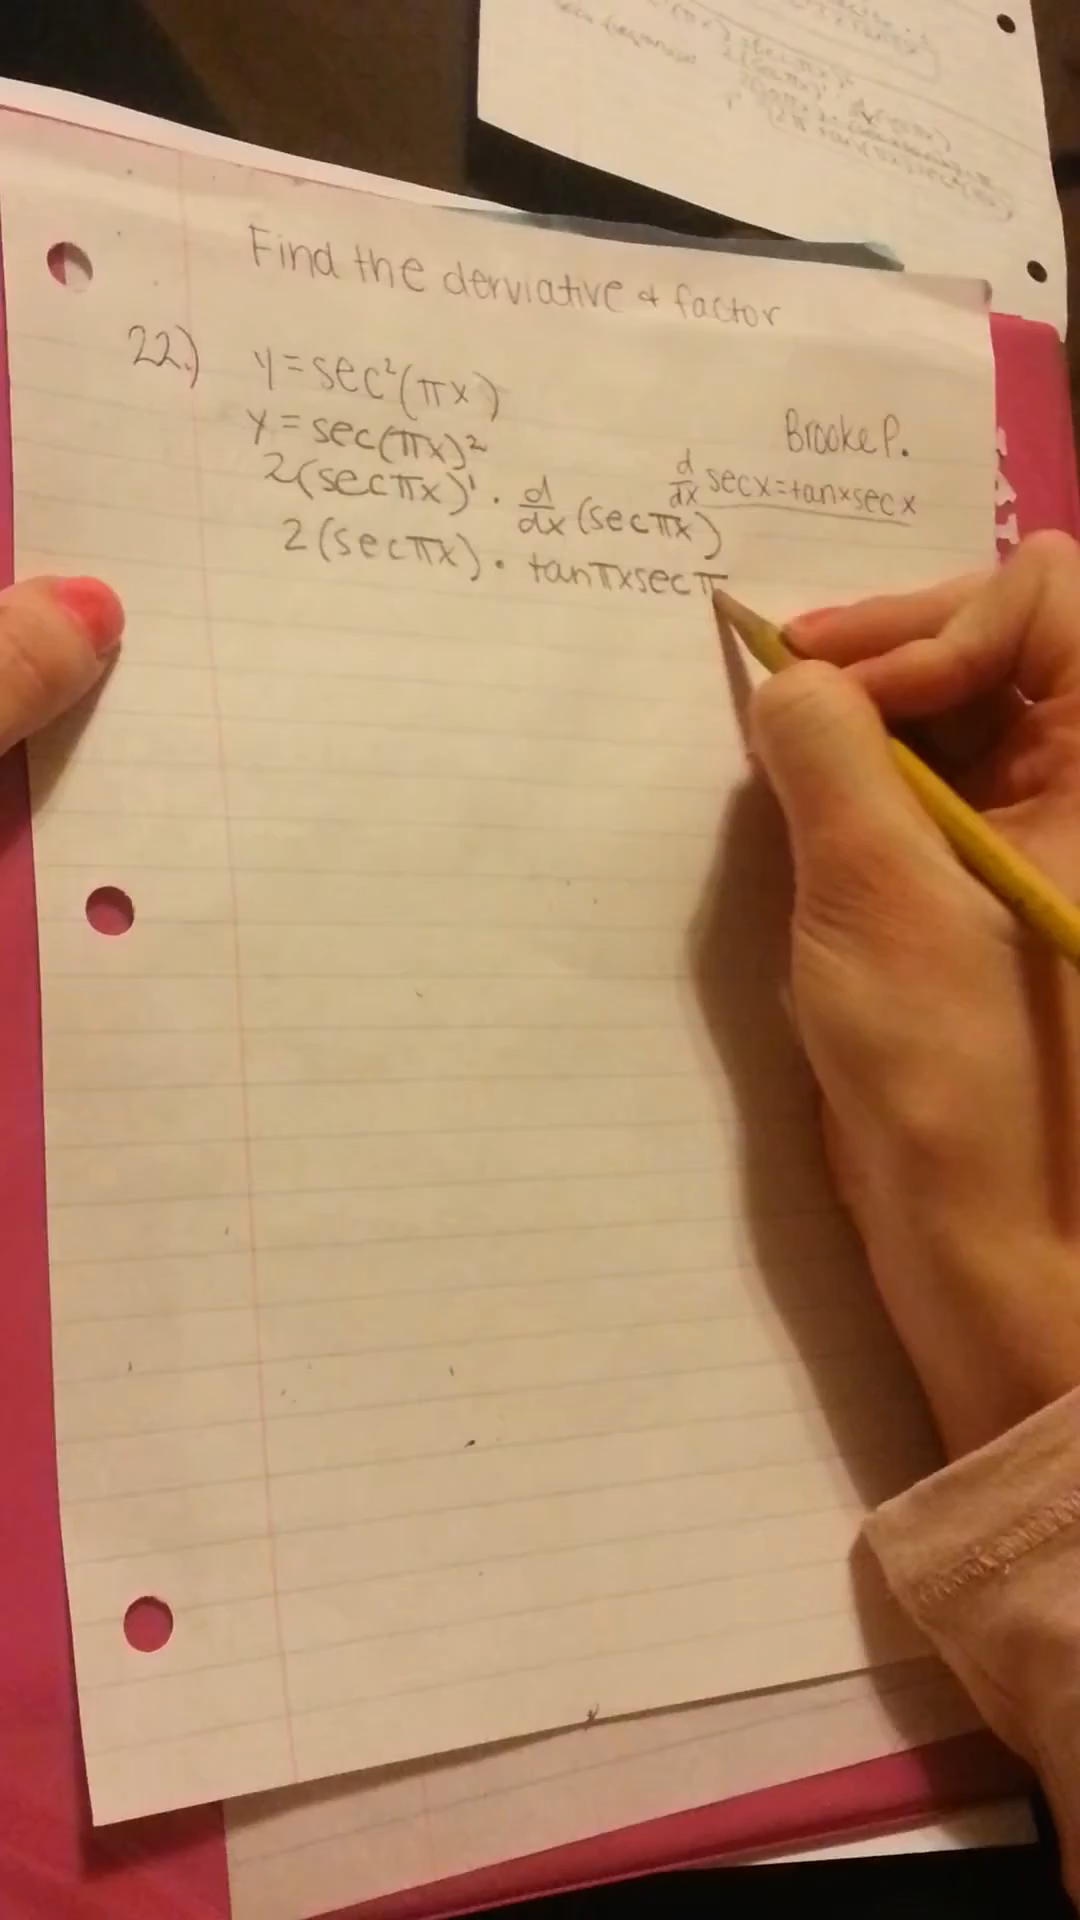 Find the derviative & factor
22.) y = sec²(πx)
y = sec(πx)²
Brooke P.
2(secπx)¹ · d/dx (secπx)
d/dx secx = tanxsecx
2(secπx) · tanπxsecπ